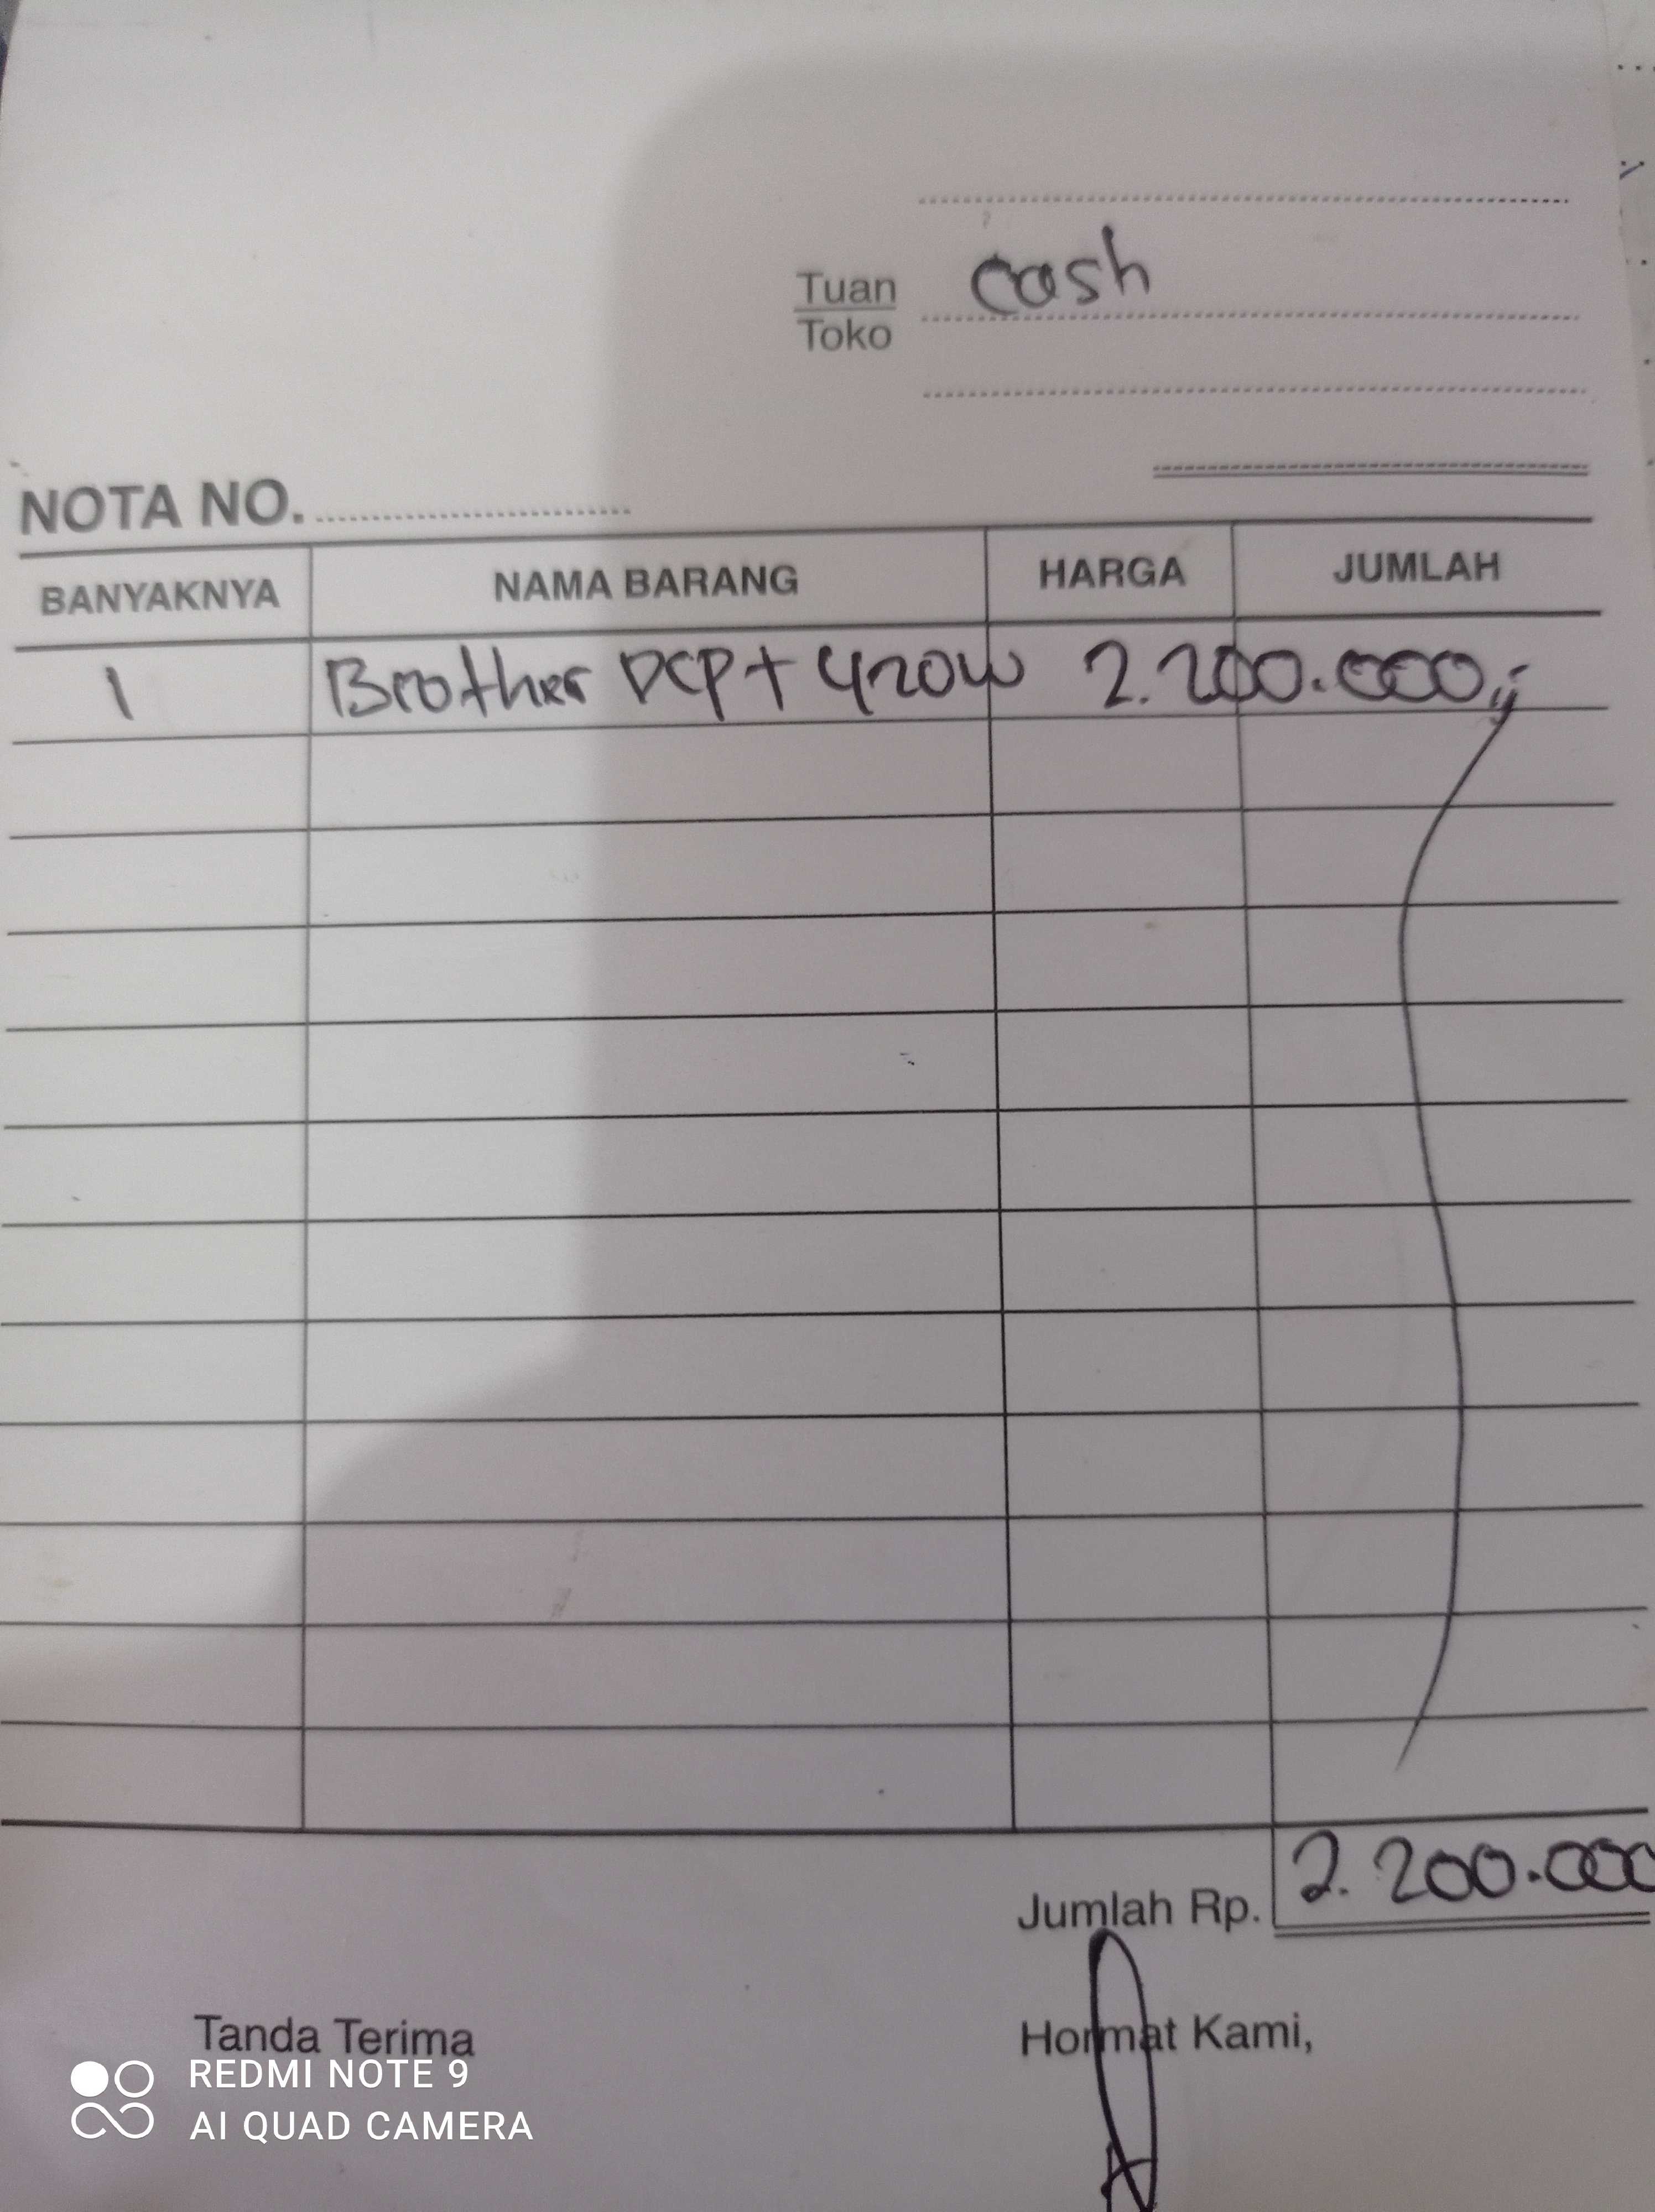 Tuan
Toko
cash
NOTA NO.
BANYAKNYA NAMA BARANG HARGA JUMLAH
1 Brother DCP T 420W 2.200.000,-
Jumlah Rp. 2.200.000
Tanda Terima Hormat Kami,
REDMI NOTE 9
AI QUAD CAMERA